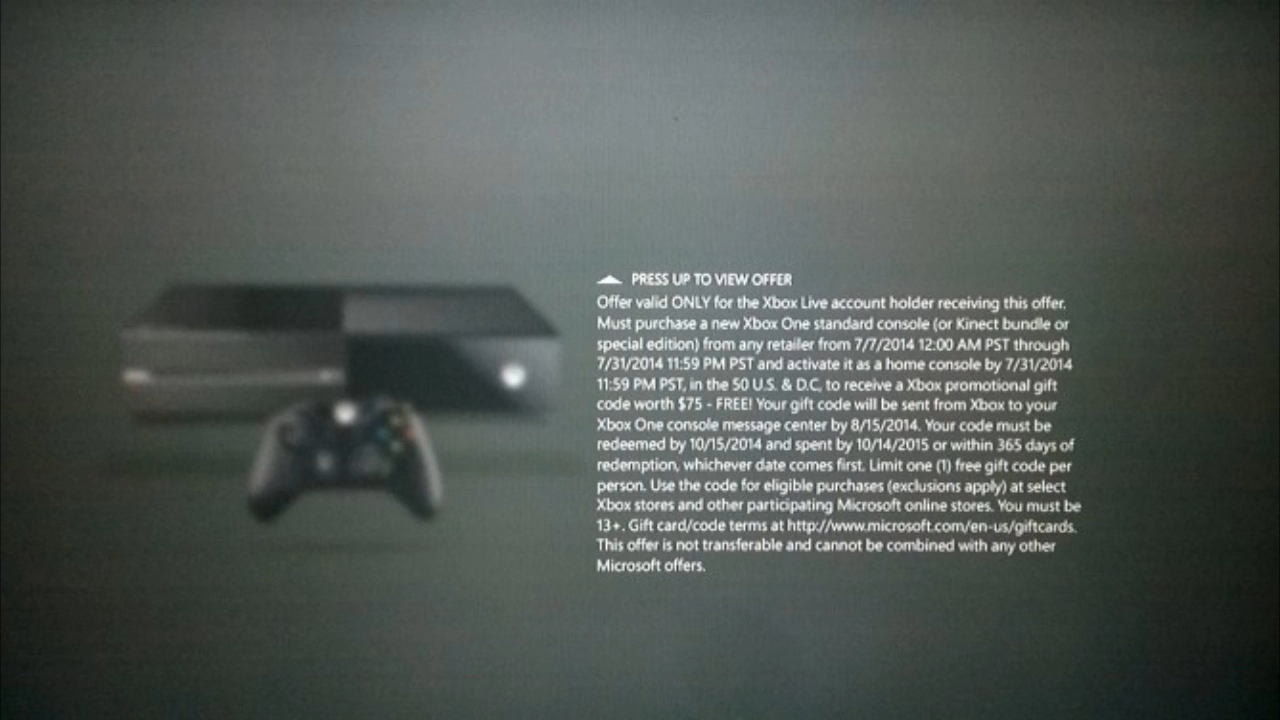 PRESS UP TO VIEW OFFER
Offer valid ONLY for the Xbox Live account holder receiving this offer.
Must purchase a new Xbox One standard console (or Kinect bundle or
special edition) from any retailer from 7/7/2014 12:00 AM PST through
7/31/2014 11:59 PM PST and activate it as a home console by 7/31/2014
11:59 PM PST, in the 50 U.S. & D.C, to receive a Xbox promotional gift
code worth $75 - FREE! Your gift code will be sent from Xbox to your
Xbox One console message center by 8/15/2014. Your code must be
redeemed by 10/15/2014 and spent by 10/14/2015 or within 365 days of
redemption, whichever date comes first. Limit one (1) free gift code per
person. Use the code for eligible purchases (exclusions apply) at select
Xbox stores and other participating Microsoft online stores. You must be
13+. Gift card/code terms at http://www.microsoft.com/en-us/giftcards.
This offer is not transferable and cannot be combined with any other
Microsoft offers.